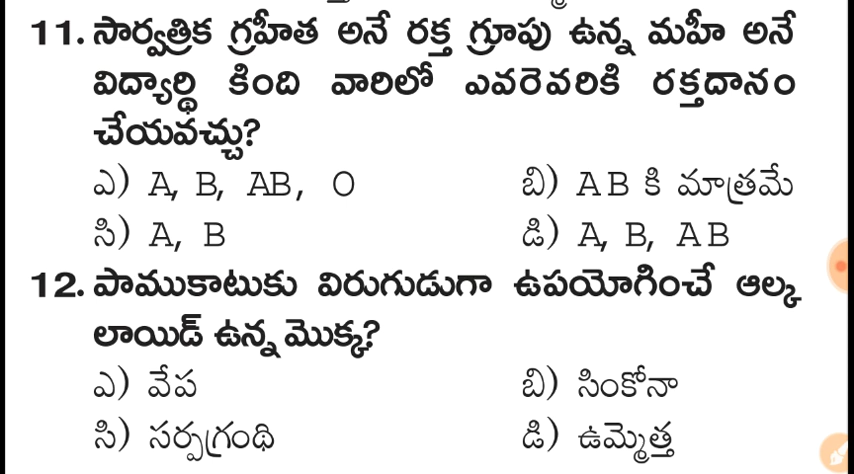 11. సార్వత్రిక గ్రహీత అనే రక్త గ్రూపు ఉన్న మహీ అనే
విద్యార్థి కింది వారిలో ఎవరెవరికి రక్తదానం
చేయవచ్చు?
ఎ) A, B, AB, O బి) AB కి మాత్రమే
సి) A, B డి) A, B, AB
12. పాముకాటుకు విరుగుడుగా ఉపయోగించే ఆల్క
లాయిడ్ ఉన్న మొక్క?
ఎ) వేప బి) సింకోనా
సి) సర్పగ్రంథి డి) ఉమ్మెత్త